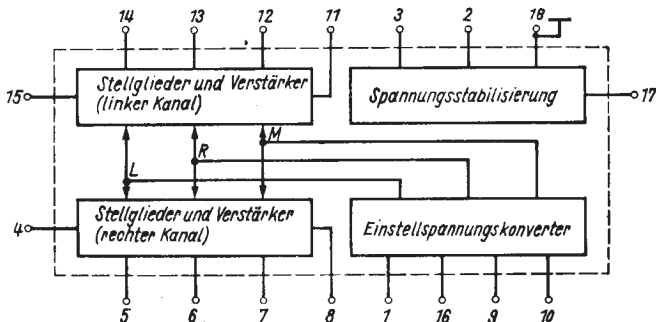 14 13 12 11 3 2 18
Stellglieder und Verstärker
(linker Kanal)
15
Spannungsstabilisierung
17
M
R
L
Stellglieder und Verstärker
(rechter Kanal)
4
Einstellspannungskonverter
5 6 7 8 1 16 9 10